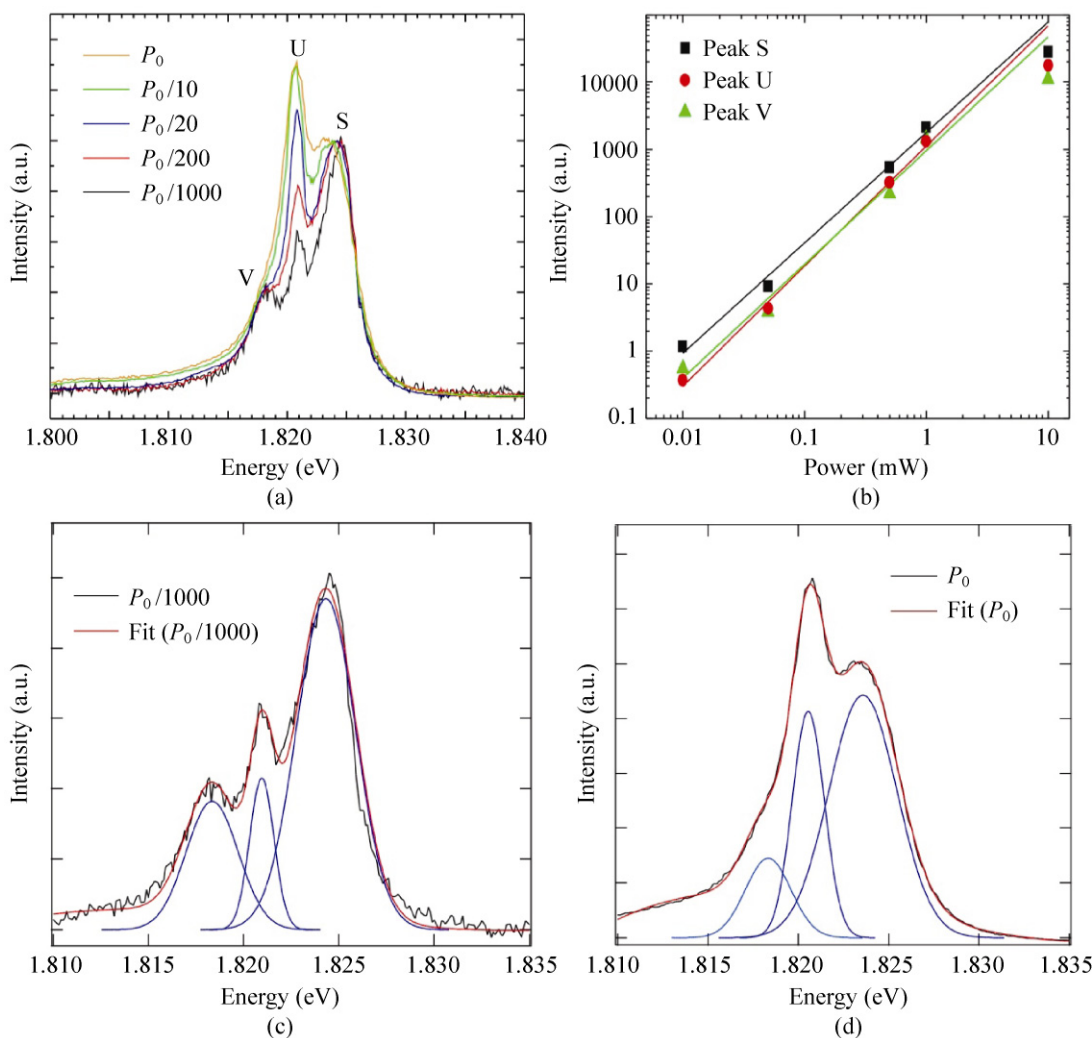 U
S
V
P0
P0/10
P0/20
P0/200
P0/1000
Intensity (a.u.)
1.800 1.810 1.820 1.830 1.840
Energy (eV)
(a)
Peak S
Peak U
Peak V
Intensity (a.u.)
10000
1000
100
10
1
0.1
0.01 0.1 1 10
Power (mW)
(b)
P0/1000
Fit (P0/1000)
Intensity (a.u.)
1.810 1.815 1.820 1.825 1.830 1.835
Energy (eV)
(c)
P0
Fit (P0)
Intensity (a.u.)
1.810 1.815 1.820 1.825 1.830 1.835
Energy (eV)
(d)